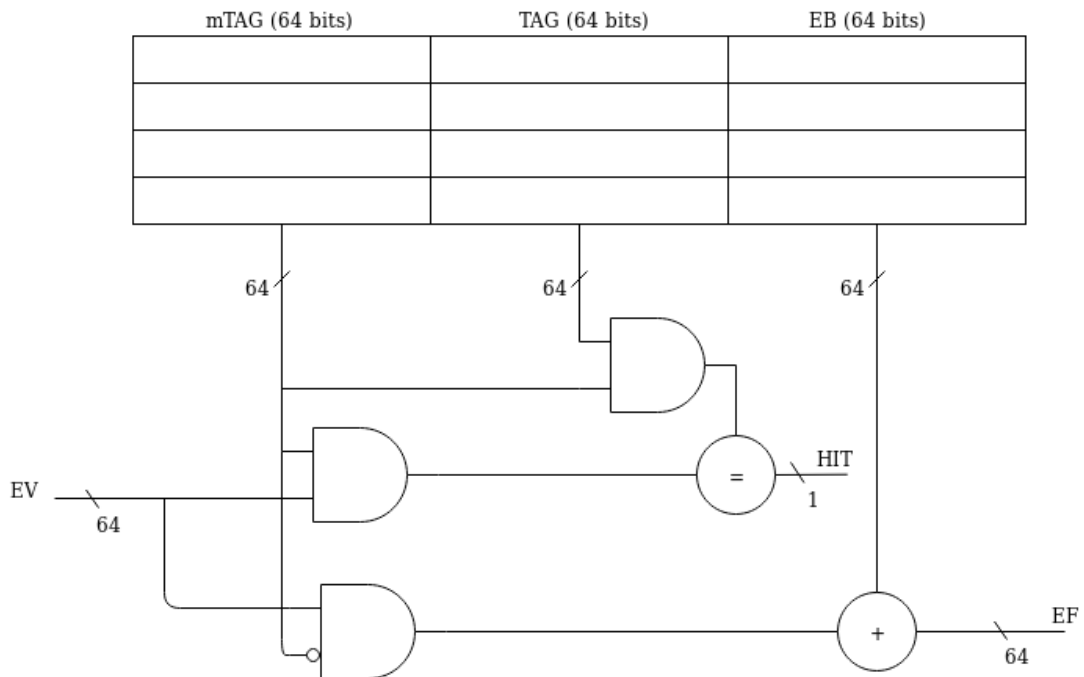 mTAG (64 bits) TAG (64 bits) EB (64 bits)
64 64 64
EV
64
=
HIT
1
+
EF
64